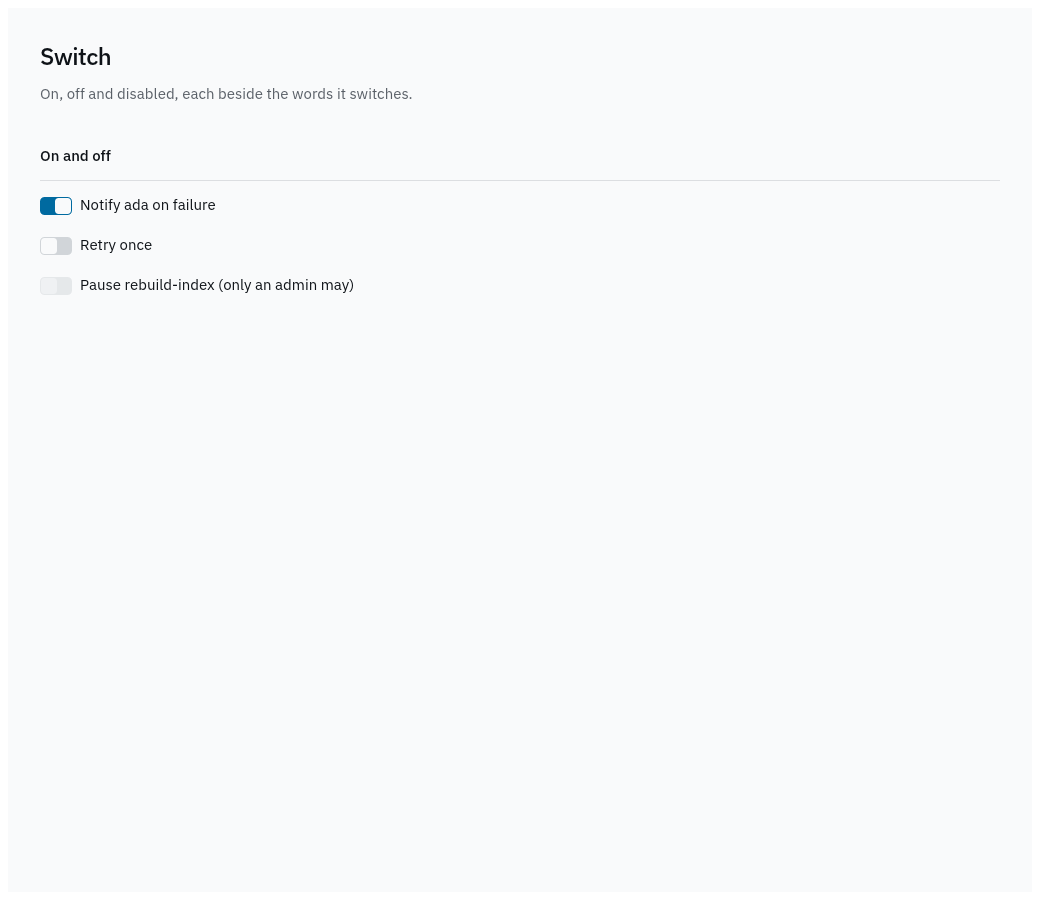 Switch
On, off and disabled, each beside the words it switches.
On and off
Notify ada on failure
Retry once
Pause rebuild-index (only an admin may)